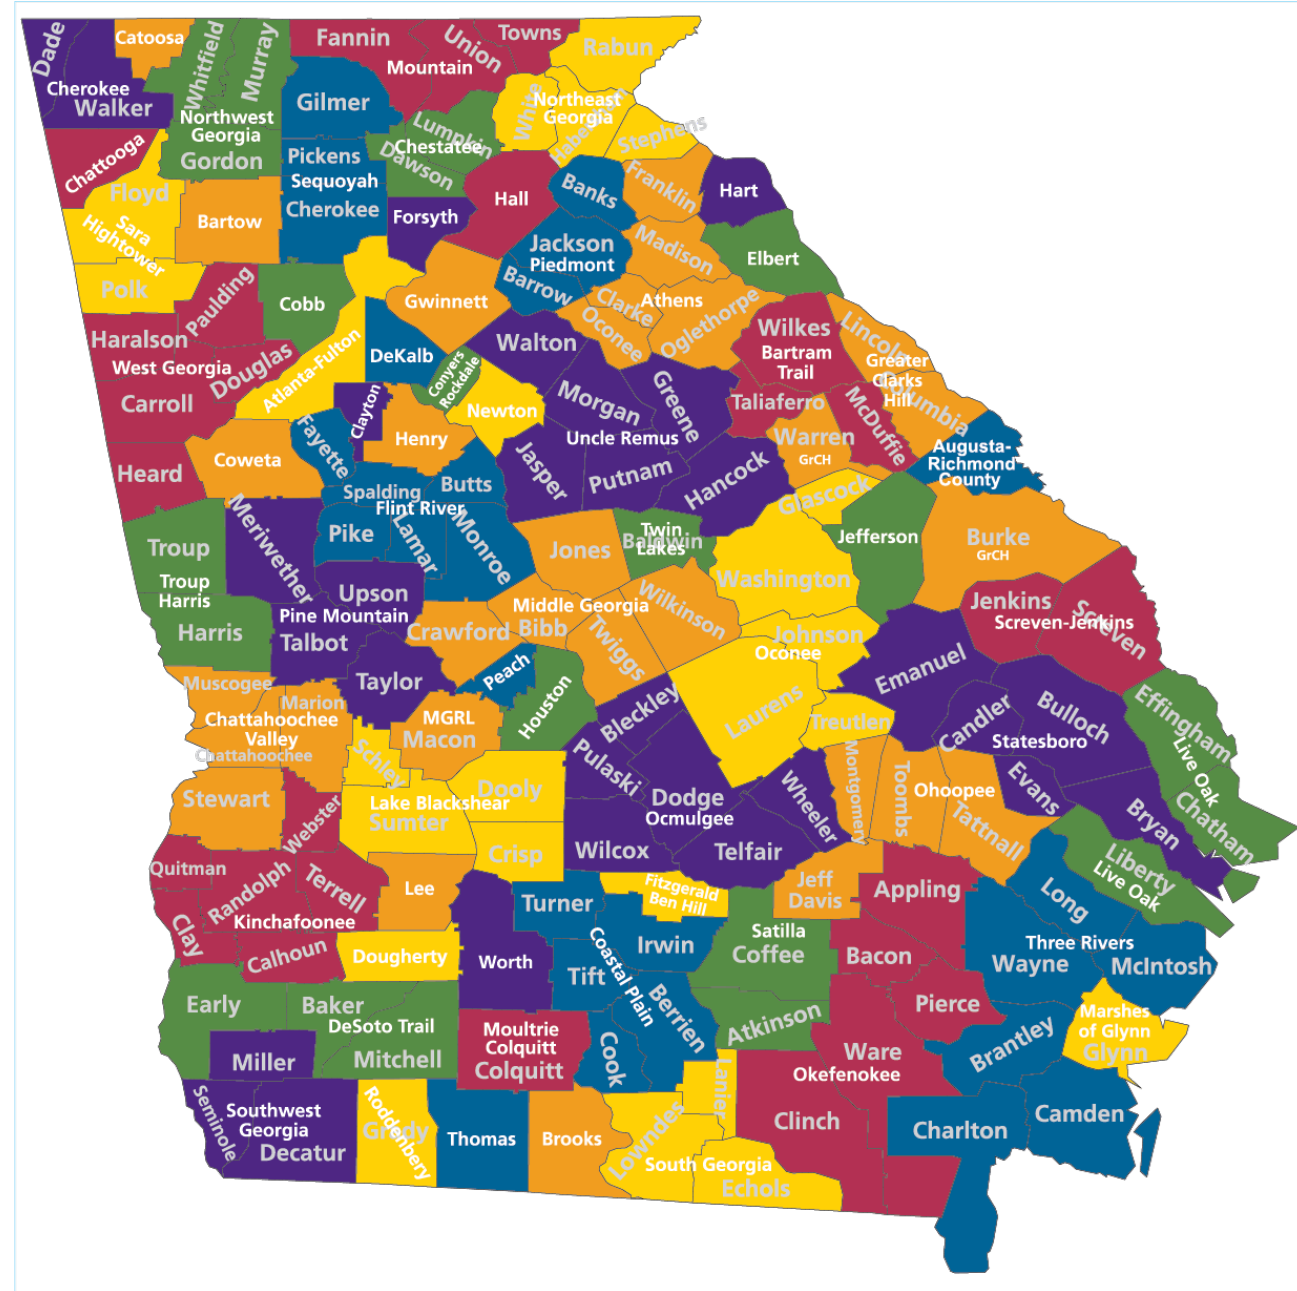 Dade
Catoosa
Whitfield
Murray
Fannin
Union
Towns
Rabun
Cherokee
Walker
Mountain
Gilmer
White
Northeast
Georgia
Habersham
Stephens
Northwest
Georgia
Gordon
Lumpkin
Chestatee
Dawson
Chattooga
Pickens
Sequoyah
Cherokee
Floyd
Sara
Hightower
Polk
Bartow
Forsyth
Hall
Banks
Franklin
Hart
Jackson
Piedmont
Barrow
Madison
Elbert
Haralson
Paulding
West Georgia
Douglas
Carroll
Heard
Cobb
Gwinnett
Clarke
Athens
Oconee
Oglethorpe
Wilkes
Bartram
Trail
Lincoln
Greater
Clarks
Hill
Columbia
Atlanta-Fulton
DeKalb
Conyers
Rockdale
Walton
Newton
Morgan
Greene
Uncle Remus
Jasper
Putnam
Hancock
Taliaferro
McDuffie
Warren
GrCH
Augusta-
Richmond
County
Coweta
Fayette
Clayton
Henry
Spalding
Butts
Flint River
Pike
Lamar
Monroe
Glascock
Jefferson
Burke
GrCH
Troup
Troup
Harris
Harris
Meriwether
Upson
Pine Mountain
Talbot
Taylor
Jones
Twin
Lakes
Baldwin
Washington
Crawford
Middle Georgia
Bibb
Twiggs
Wilkinson
Johnson
Oconee
Laurens
Treutlen
Jenkins
Screven-Jenkins
Screven
Emanuel
Peach
Houston
Bleckley
Pulaski
Dodge
Ocmulgee
Wilcox
Telfair
Wheeler
Muscogee
Marion
Chattahoochee
Valley
Chattahoochee
Stewart
Schley
MGRL
Macon
Dooly
Lake Blackshear
Sumter
Crisp
Webster
Montgomery
Toombs
Ohoopee
Tattnall
Candler
Bulloch
Statesboro
Evans
Bryan
Effingham
Live Oak
Chatham
Liberty
Live Oak
Quitman
Randolph
Terrell
Kinchafoonee
Clay
Calhoun
Lee
Dougherty
Worth
Turner
Fitzgerald
Ben Hill
Irwin
Tift
Coastal Plain
Berrien
Cook
Jeff
Davis
Appling
Satilla
Coffee
Bacon
Atkinson
Pierce
Long
Three Rivers
Wayne
McIntosh
Early
Baker
DeSoto Trail
Mitchell
Miller
Moultrie
Colquitt
Colquitt
Ware
Okefenokee
Clinch
Brantley
Marshes
of Glynn
Glynn
Seminole
Southwest
Georgia
Decatur
Roddenbery
Grady
Thomas
Brooks
Lanier
Lowndes
South Georgia
Echols
Charlton
Camden